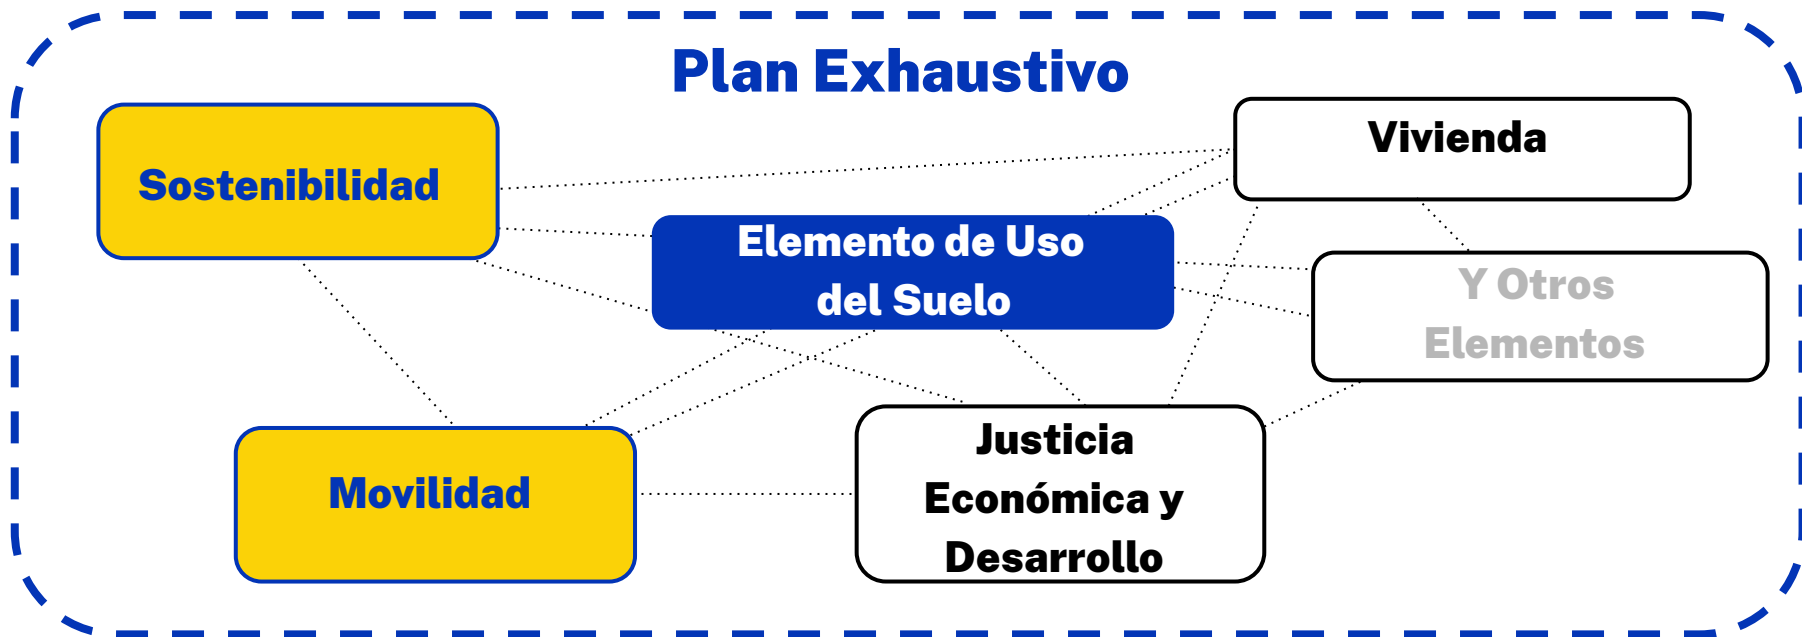 Plan Exhaustivo
Sostenibilidad
Vivienda
Elemento de Uso
del Suelo
Y Otros
Elementos
Movilidad
Justicia
Económica y
Desarrollo